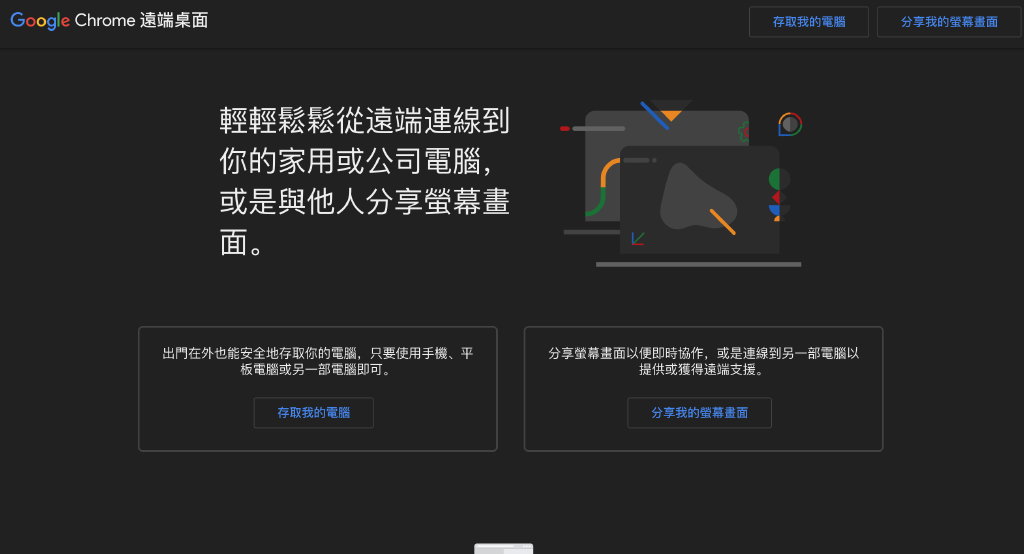 Google Chrome 遠端桌面
存取我的電腦
分享我的螢幕畫面
輕輕鬆鬆從遠端連線到
你的家用或公司電腦，
或是與他人分享螢幕畫
面。
出門在外也能安全地存取你的電腦，只要使用手機、平
板電腦或另一部電腦即可。
存取我的電腦
分享螢幕畫面以便即時協作，或是連線到另一部電腦以
提供或獲得遠端支援。
分享我的螢幕畫面